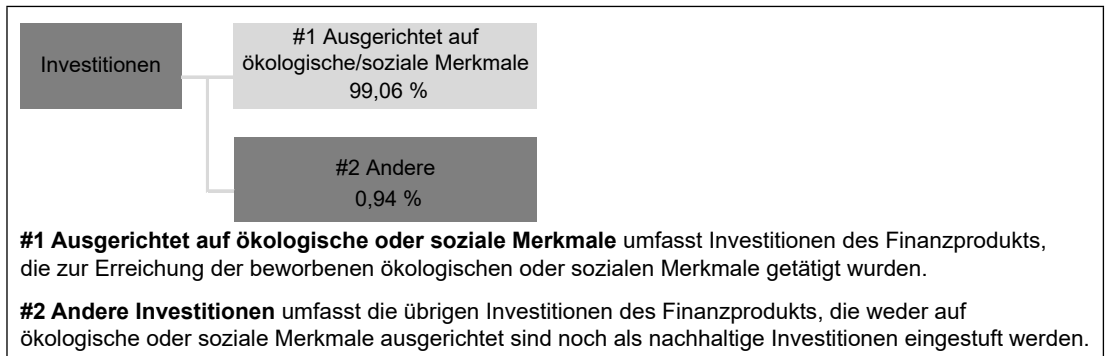 Investitionen
#1 Ausgerichtet auf
ökologische/soziale Merkmale
99,06 %
#2 Andere
0,94 %
#1 Ausgerichtet auf ökologische oder soziale Merkmale umfasst Investitionen des Finanzprodukts,
die zur Erreichung der beworbenen ökologischen oder sozialen Merkmale getätigt wurden.
#2 Andere Investitionen umfasst die übrigen Investitionen des Finanzprodukts, die weder auf
ökologische oder soziale Merkmale ausgerichtet sind noch als nachhaltige Investitionen eingestuft werden.